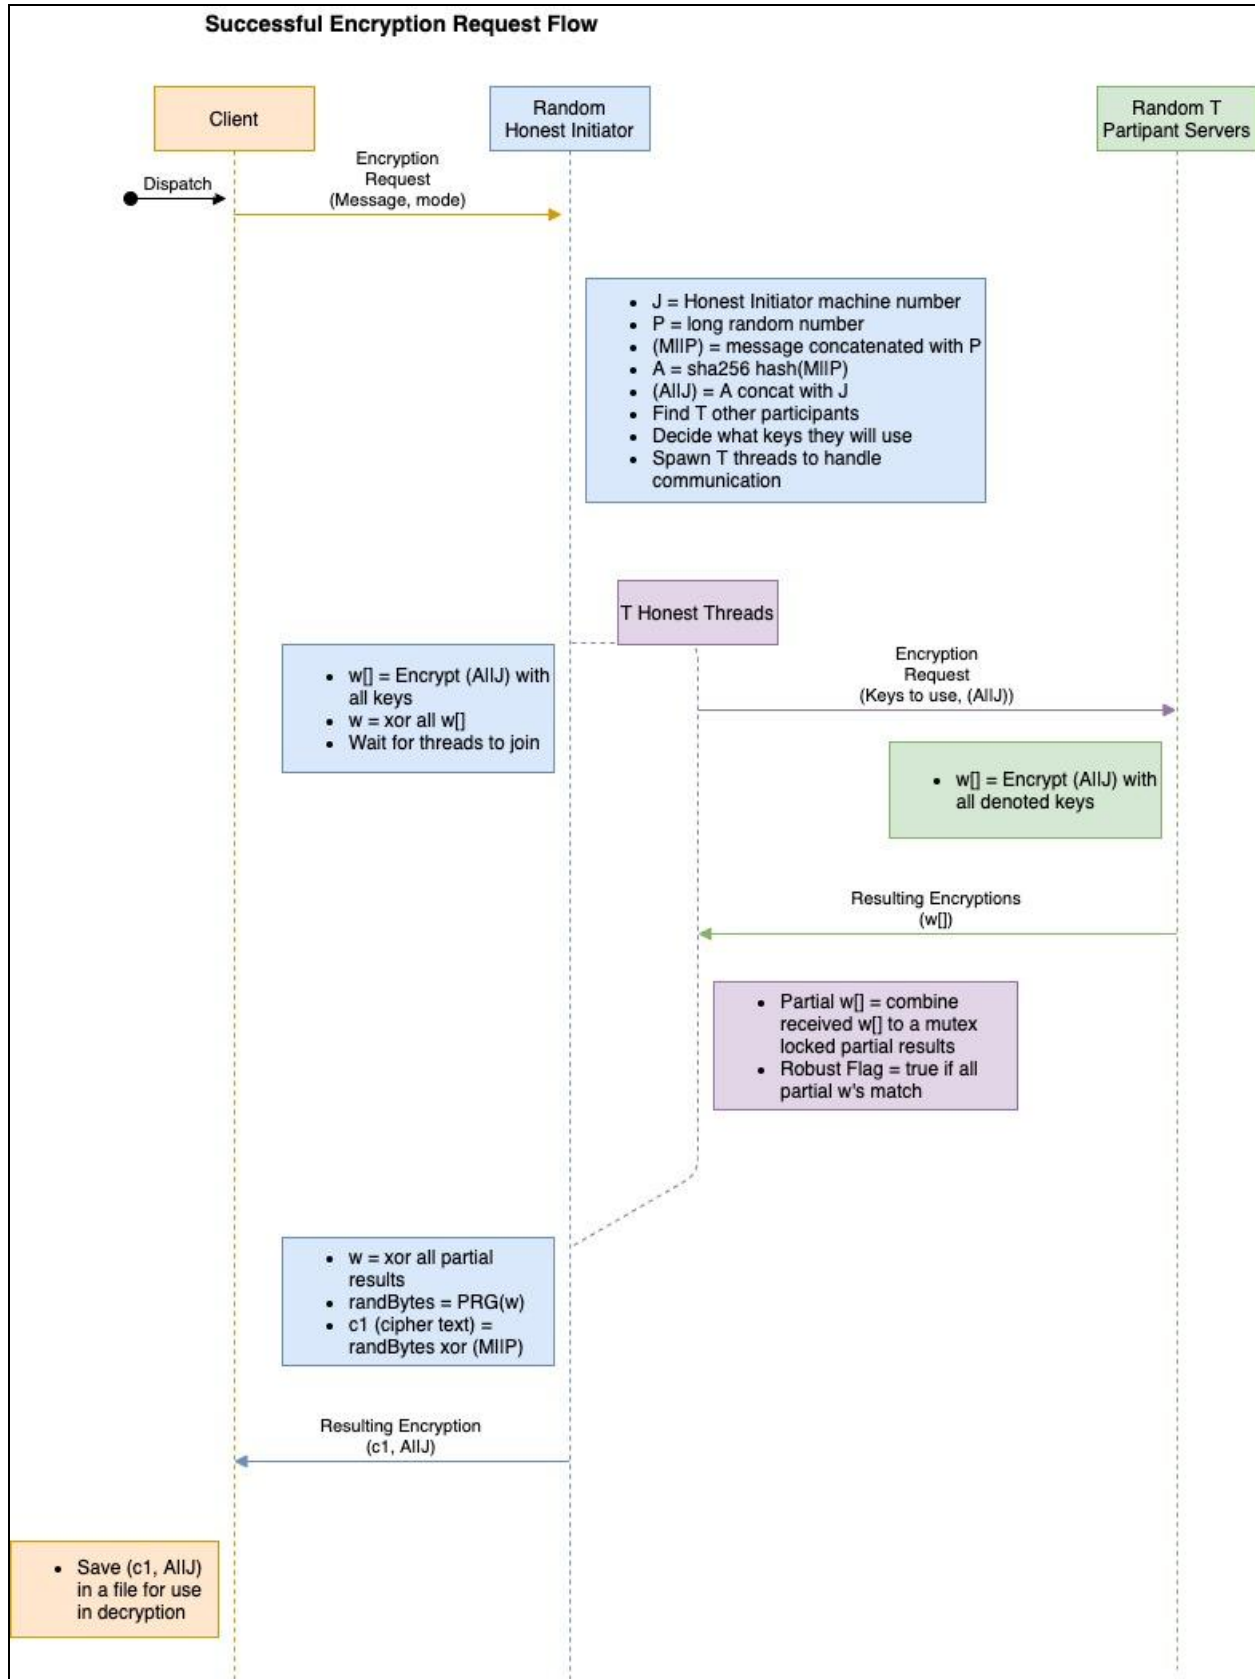 Successful Encryption Request Flow
Client
Random
Honest Initiator
Random T
Partipant Servers
Dispatch
Encryption
Request
(Message, mode)
• J = Honest Initiator machine number
• P = long random number
• (MIIP) = message concatenated with P
• A = sha256 hash(MIIP)
• (AIIJ) = A concat with J
• Find T other participants
• Decide what keys they will use
• Spawn T threads to handle
communication
T Honest Threads
• w[] = Encrypt (AIIJ) with
all keys
• w = xor all w[]
• Wait for threads to join
Encryption
Request
(Keys to use, (AIIJ))
• w[] = Encrypt (AIIJ) with
all denoted keys
Resulting Encryptions
(w[])
• Partial w[] = combine
received w[] to a mutex
locked partial results
• Robust Flag = true if all
partial w's match
• w = xor all partial
results
• randBytes = PRG(w)
• c1 (cipher text) =
randBytes xor (MIIP)
Resulting Encryption
(c1, AIIJ)
• Save (c1, AIIJ)
in a file for use
in decryption